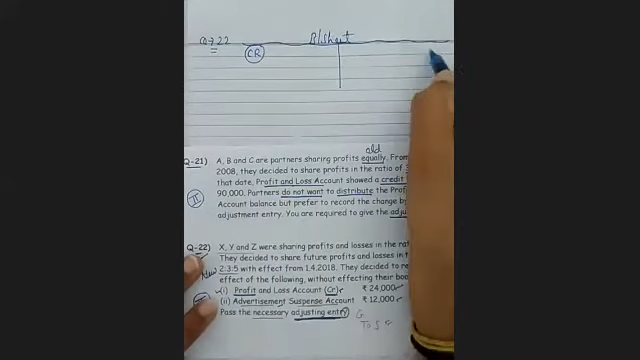 Q→ 22 B/Sheet
CR
old
Q-21) A, B and C are partners sharing profits equally. From
2008, they decided to share profits in the ratio of 3
that date, Profit and Loss Account showed a credit
90,000. Partners do not want to distribute the Prof
Account balance but prefer to record the change by
adjustment entry. You are required to give the adju
II
Q-22) X, Y and Z were sharing profits and losses in the rat
They decided to share future profits and losses in t
New 2:3:5 with effect from 1.4.2018. They decided to re
effect of the following, without effecting their boo
(i) Profit and Loss Account (Cr) ₹ 24,000
(ii) Advertisement Suspense Account ₹ 12,000
Pass the necessary adjusting entry
G
To S